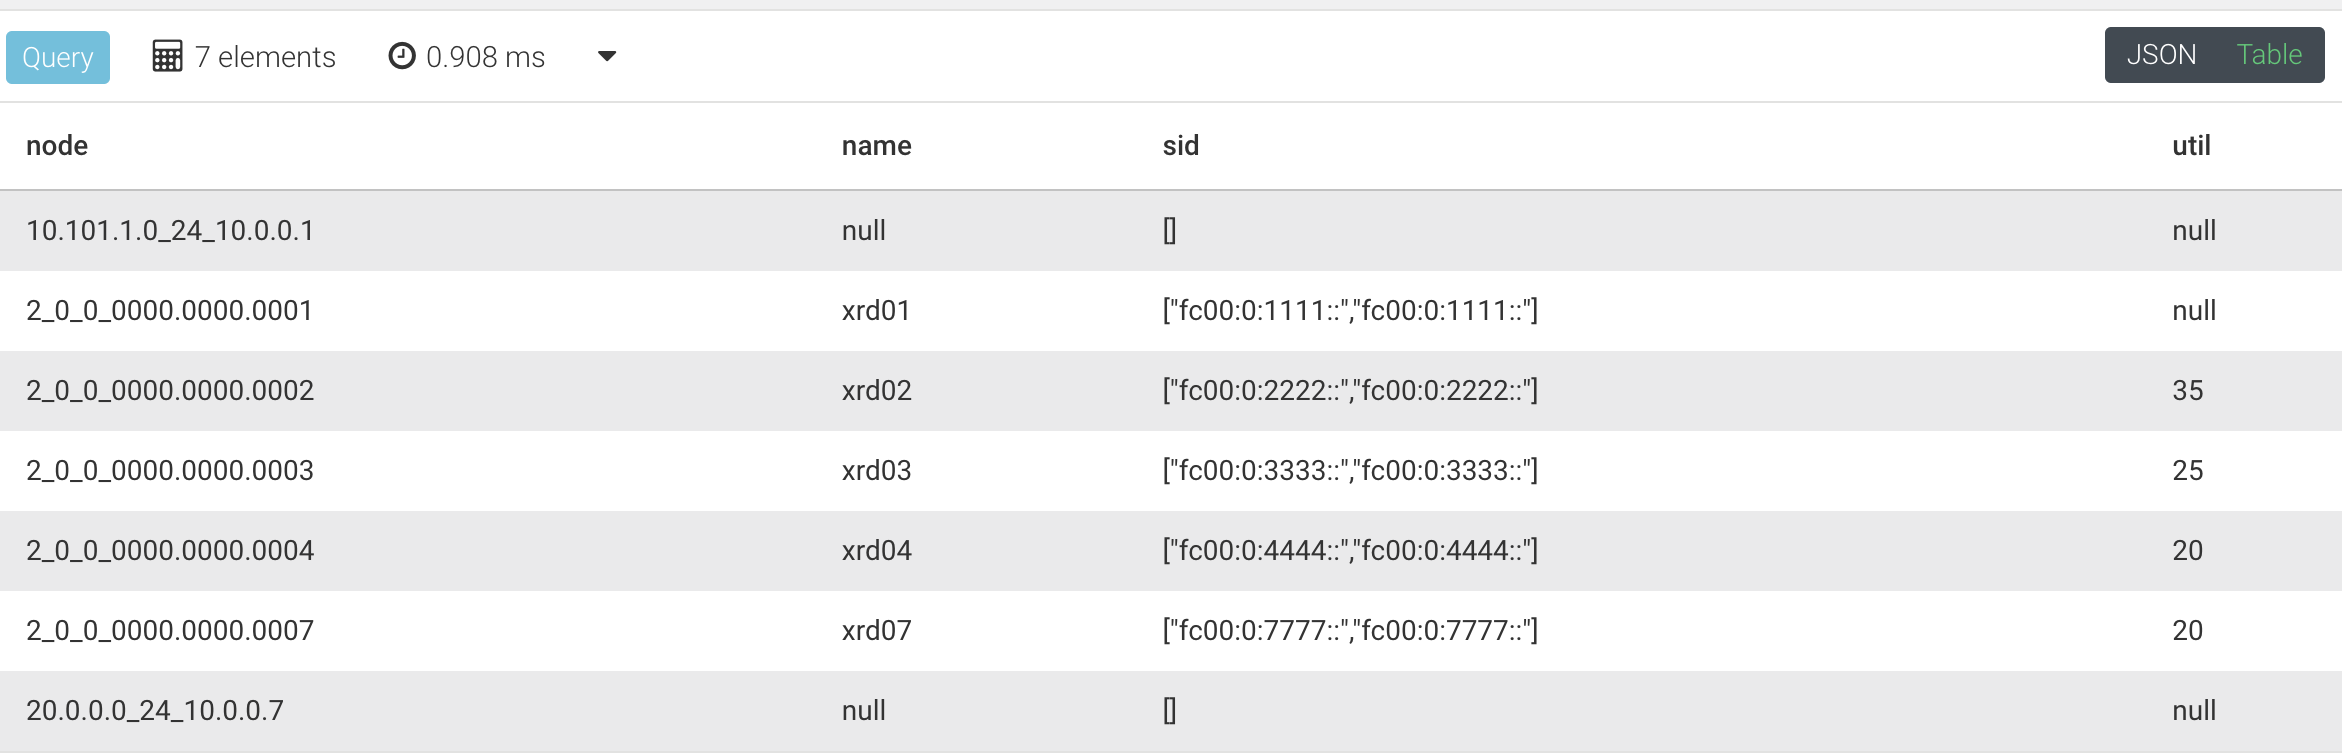 Query 7 elements 0.908 ms JSON Table
node name sid util
10.101.1.0_24_10.0.0.1 null [] null
2_0_0_0000.0000.0001 xrd01 ["fc00:0:1111::","fc00:0:1111::"] null
2_0_0_0000.0000.0002 xrd02 ["fc00:0:2222::","fc00:0:2222::"] 35
2_0_0_0000.0000.0003 xrd03 ["fc00:0:3333::","fc00:0:3333::"] 25
2_0_0_0000.0000.0004 xrd04 ["fc00:0:4444::","fc00:0:4444::"] 20
2_0_0_0000.0000.0007 xrd07 ["fc00:0:7777::","fc00:0:7777::"] 20
20.0.0.0_24_10.0.0.7 null [] null